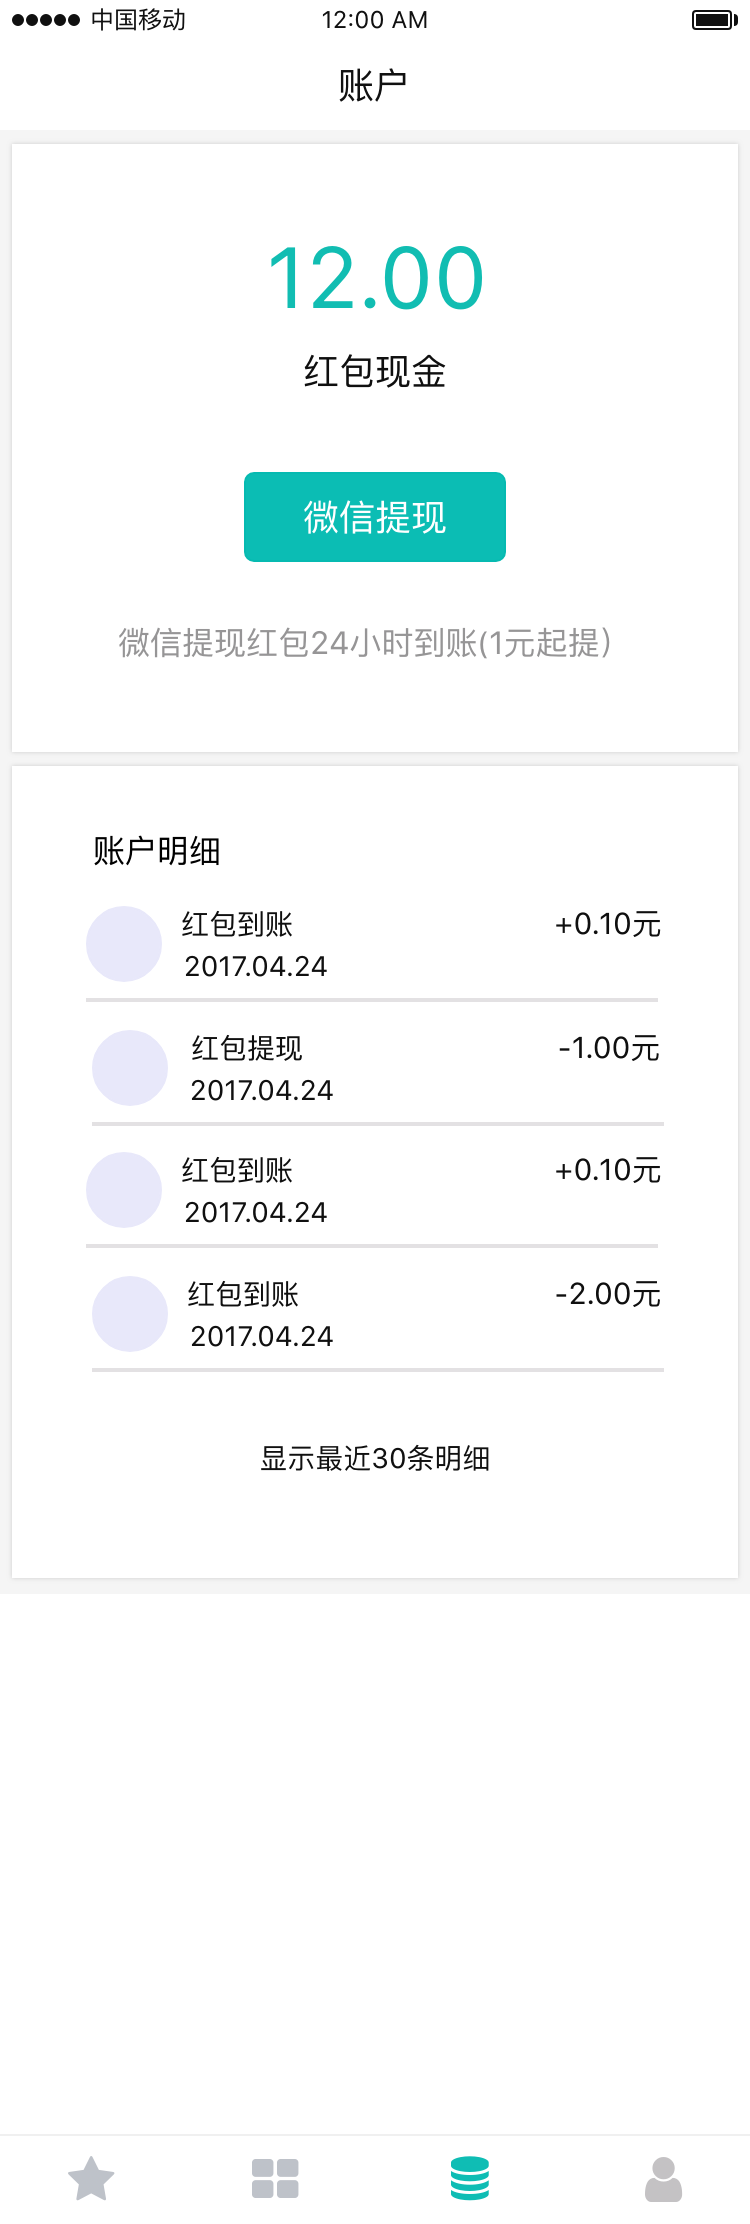 中国移动
12:00 AM
账户
12.00
红包现金
微信提现
微信提现红包24小时到账(1元起提）
账户明细
红包到账
+0.10元
2017.04.24
红包提现
-1.00元
2017.04.24
红包到账
+0.10元
2017.04.24
红包到账
-2.00元
2017.04.24
显示最近30条明细